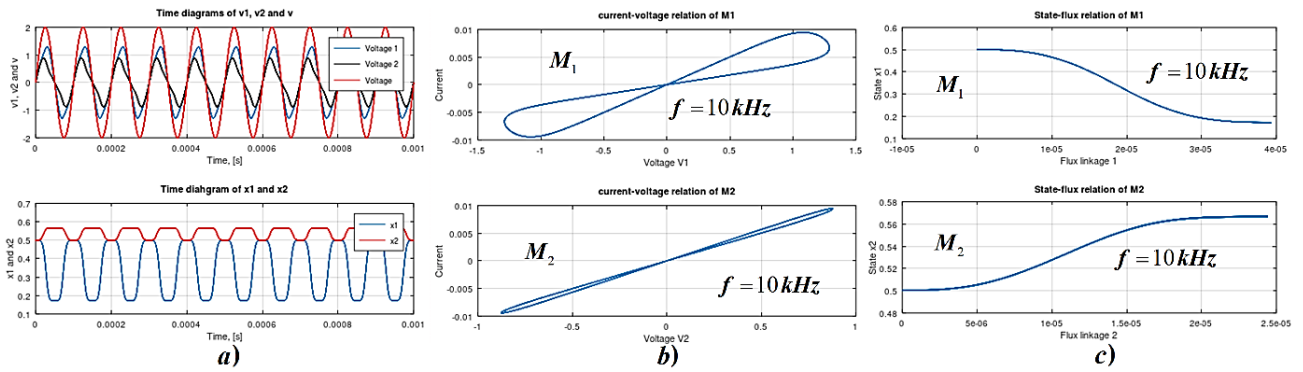 Time diagrams of v1, v2 and v
v1, v2 and v
2
1
0
-1
-2
Voltage 1
Voltage 2
Voltage
0
0.0002
0.0004
0.0006
0.0008
0.001
Time, [s]
Time diahgram of x1 and x2
x1 and x2
0.7
0.6
0.5
0.4
0.3
0.2
0.1
x1
x2
0
0.0002
0.0004
0.0006
0.0008
0.001
Time, [s]
a)
current-voltage relation of M1
Current
0.01
0.005
0
-0.005
-0.01
M1
f = 10 kHz
-1.5
-1
-0.5
0
0.5
1
1.5
Voltage V1
current-voltage relation of M2
Current
0.01
0.005
0
-0.005
-0.01
M2
f = 10 kHz
-1
-0.5
0
0.5
1
Voltage V2
b)
State-flux relation of M1
State x1
0.6
0.5
0.4
0.3
0.2
0.1
M1
f = 10 kHz
-1e-05
0
1e-05
2e-05
3e-05
4e-05
Flux linkage 1
State-flux relation of M2
State x2
0.58
0.56
0.54
0.52
0.5
0.48
M2
f = 10 kHz
0
5e-06
1e-05
1.5e-05
2e-05
2.5e-05
Flux linkage 2
c)